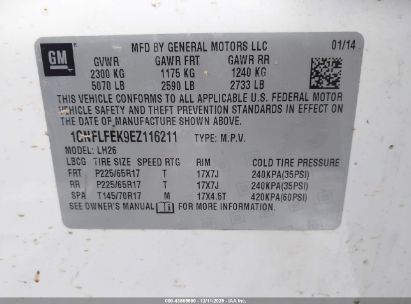 GM
MFD BY GENERAL MOTORS LLC 01/14
GVWR GAWR FRT GAWR RR
2300 KG 1175 KG 1240 KG
5070 LB 2590 LB 2733 LB
THIS VEHICLE CONFORMS TO ALL APPLICABLE U.S. FEDERAL MOTOR
VEHICLE SAFETY AND THEFT PREVENTION STANDARDS IN EFFECT ON
THE DATE OF MANUFACTURE SHOWN ABOVE.
TYPE: M.P.V.
MODEL: LH26
LBCG TIRE SIZE SPEED RTG RIM COLD TIRE PRESSURE
FRT P225/65R17 T 17X7J 240KPA(35PSI)
RR P225/65R17 T 17X7J 240KPA(35PSI)
SPA T145/70R17 M 17X4.5T 420KPA(60PSI)
SEE OWNER'S MANUAL FOR MORE INFORMATION.